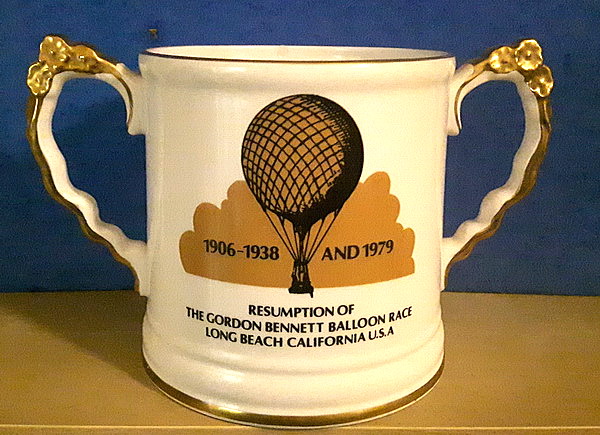 1906-1938 AND 1979
RESUMPTION OF
THE GORDON BENNETT BALLOON RACE
LONG BEACH CALIFORNIA U.S.A